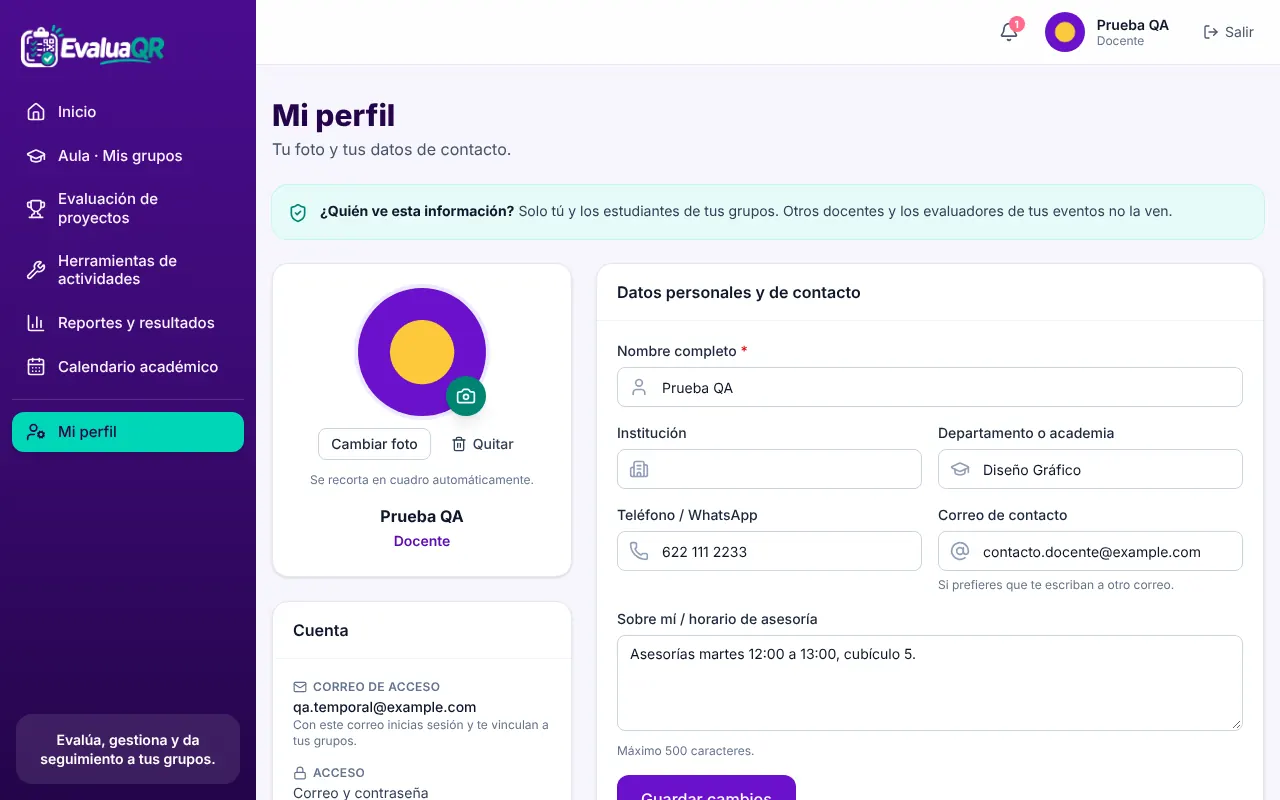 EvaluaQR
1
Prueba QA
Docente
Salir
Inicio
Aula · Mis grupos
Evaluación de
proyectos
Herramientas de
actividades
Reportes y resultados
Calendario académico
Mi perfil
Evalúa, gestiona y da
seguimiento a tus grupos.
Mi perfil
Tu foto y tus datos de contacto.
¿Quién ve esta información? Solo tú y los estudiantes de tus grupos. Otros docentes y los evaluadores de tus eventos no la ven.
Cambiar foto
Quitar
Se recorta en cuadro automáticamente.
Prueba QA
Docente
Cuenta
CORREO DE ACCESO
qa.temporal@example.com
Con este correo inicias sesión y te vinculan a
tus grupos.
ACCESO
Correo y contraseña
Datos personales y de contacto
Nombre completo *
Prueba QA
Institución
Departamento o academia
Diseño Gráfico
Teléfono / WhatsApp
622 111 2233
Correo de contacto
contacto.docente@example.com
Si prefieres que te escriban a otro correo.
Sobre mí / horario de asesoría
Asesorías martes 12:00 a 13:00, cubículo 5.
Máximo 500 caracteres.
Guardar cambios